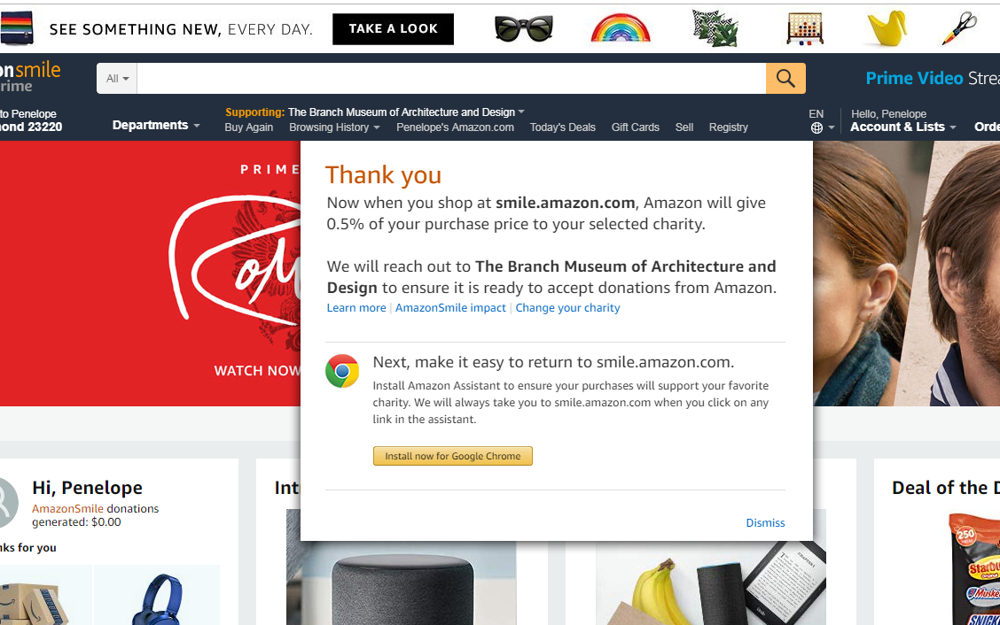 SEE SOMETHING NEW, EVERY DAY. TAKE A LOOK
onsmile
rime
All
Prime Video Strea
to Penelope
mond 23220
Departments
Supporting: The Branch Museum of Architecture and Design
Buy Again Browsing History Penelope's Amazon.com Today's Deals Gift Cards Sell Registry
EN
Hello, Penelope
Account & Lists Orde
PRIME
WATCH NOW
Thank you
Now when you shop at smile.amazon.com, Amazon will give
0.5% of your purchase price to your selected charity.
We will reach out to The Branch Museum of Architecture and
Design to ensure it is ready to accept donations from Amazon.
Learn more | AmazonSmile impact | Change your charity
Next, make it easy to return to smile.amazon.com.
Install Amazon Assistant to ensure your purchases will support your favorite
charity. We will always take you to smile.amazon.com when you click on any
link in the assistant.
Install now for Google Chrome
Dismiss
Hi, Penelope
AmazonSmile donations
generated: $0.00
nks for you
Int
Deal of the D
250
kindle